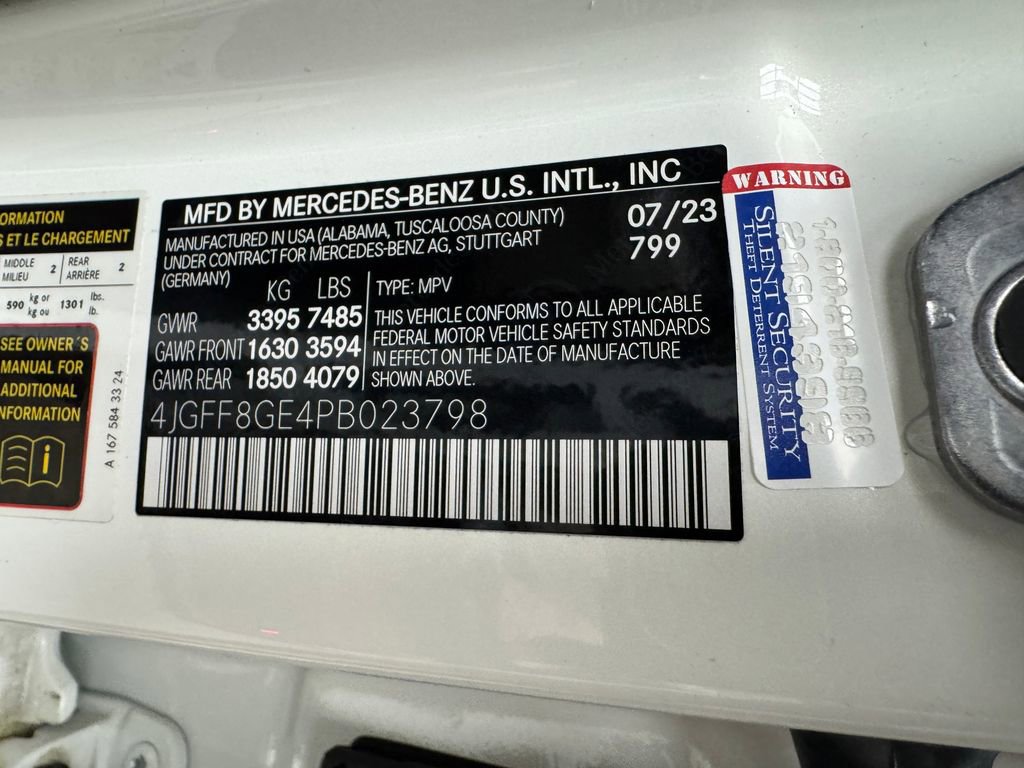 ORMATION
S ET LE CHARGEMENT
MIDDLE
MILIEU
2
REAR
ARRIÈRE
2
590 kg or
kg ou
1301 lbs.
lb.
SEE OWNER´S
MANUAL FOR
ADDITIONAL
INFORMATION
i
A 167 584 33 24
MFD BY MERCEDES-BENZ U.S. INTL., INC
MANUFACTURED IN USA (ALABAMA, TUSCALOOSA COUNTY)
UNDER CONTRACT FOR MERCEDES-BENZ AG, STUTTGART
(GERMANY)
07/23
799
KG LBS
GVWR 3395 7485
GAWR FRONT 1630 3594
GAWR REAR 1850 4079
TYPE: MPV
THIS VEHICLE CONFORMS TO ALL APPLICABLE
FEDERAL MOTOR VEHICLE SAFETY STANDARDS
IN EFFECT ON THE DATE OF MANUFACTURE
SHOWN ABOVE.
4JGFF8GE4PB023798
WARNING
SILENT SECURITY
THEFT DETERRENT SYSTEM